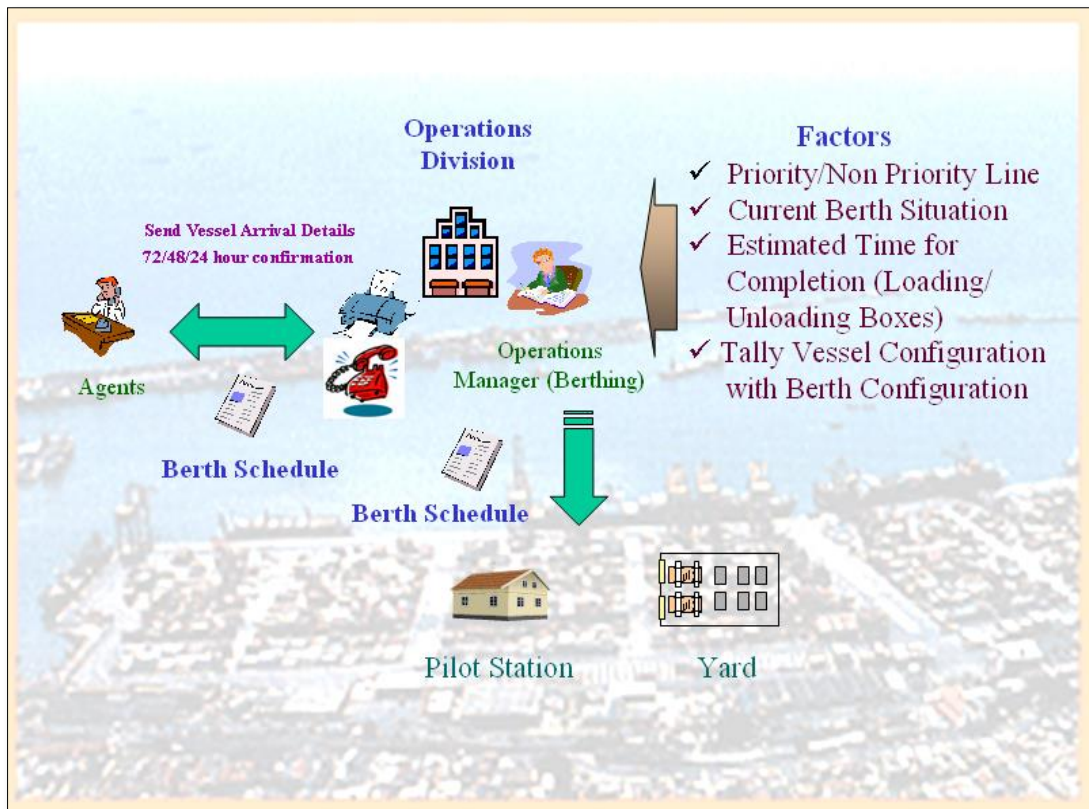 Operations
Division
Factors
✓ Priority/Non Priority Line
✓ Current Berth Situation
✓ Estimated Time for
Completion (Loading/
Unloading Boxes)
✓ Tally Vessel Configuration
with Berth Configuration
Send Vessel Arrival Details
72/48/24 hour confirmation
Agents
Operations
Manager (Berthing)
Berth Schedule
Berth Schedule
Pilot Station
Yard